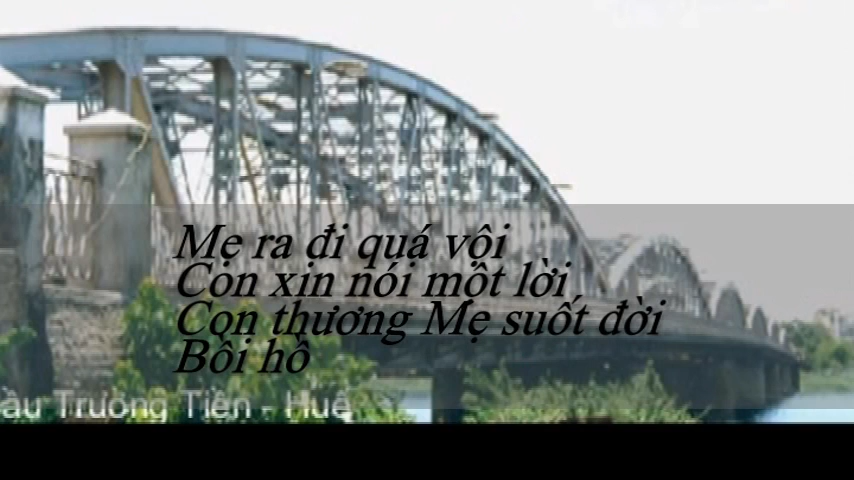 Mẹ ra đi quá vội
Con xin nói một lời
Con thương Mẹ suốt đời
Bồi hồ
ầu Trường Tiền - Huế